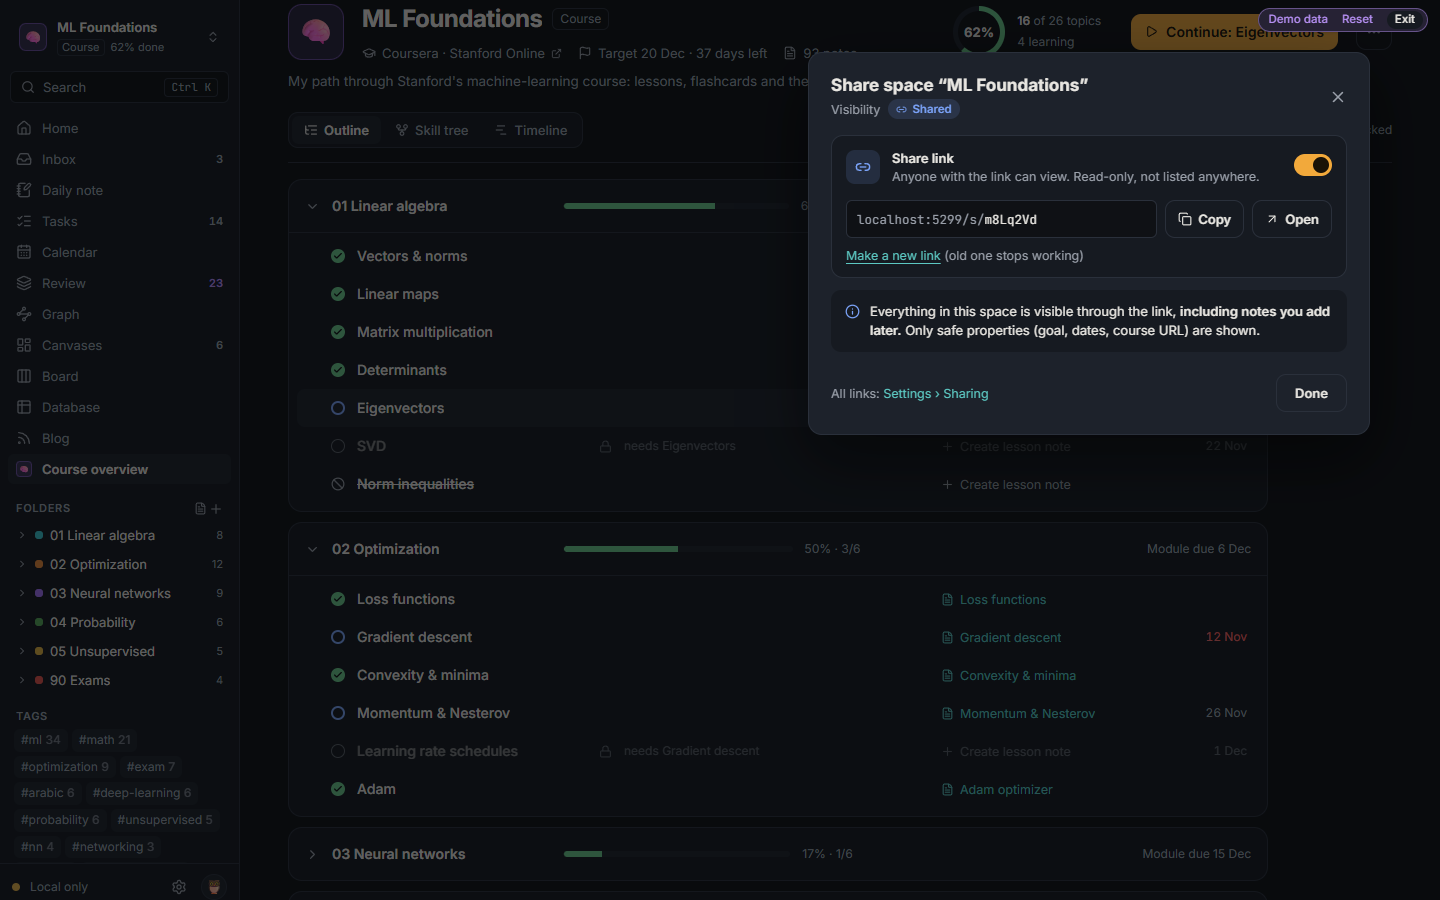 ML Foundations
Course 62% done
Search Ctrl K
Home
Inbox 3
Daily note
Tasks 14
Calendar
Review 23
Graph
Canvases 6
Board
Database
Blog
Course overview
FOLDERS
01 Linear algebra 8
02 Optimization 12
03 Neural networks 9
04 Probability 6
05 Unsupervised 5
90 Exams 4
TAGS
#ml 34 #math 21
#optimization 9 #exam 7
#arabic 6 #deep-learning 6
#probability 6 #unsupervised 5
#nn 4 #networking 3
Local only
ML Foundations Course
Coursera · Stanford Online Target 20 Dec · 37 days left
My path through Stanford's machine-learning course: lessons, flashcards and the
62% 16 of 26 topics
4 learning
Continue: Eigenvectors
Demo data Reset Exit
Outline Skill tree Timeline
01 Linear algebra
Vectors & norms
Linear maps
Matrix multiplication
Determinants
Eigenvectors
SVD needs Eigenvectors Create lesson note 22 Nov
Norm inequalities Create lesson note
02 Optimization 50% · 3/6 Module due 6 Dec
Loss functions Loss functions
Gradient descent Gradient descent 12 Nov
Convexity & minima Convexity & minima
Momentum & Nesterov Momentum & Nesterov 26 Nov
Learning rate schedules needs Gradient descent Create lesson note 1 Dec
Adam Adam optimizer
03 Neural networks 17% · 1/6 Module due 15 Dec
Share space “ML Foundations”
Visibility Shared
Share link
Anyone with the link can view. Read-only, not listed anywhere.
localhost:5299/s/m8Lq2Vd Copy Open
Make a new link (old one stops working)
Everything in this space is visible through the link, including notes you add
later. Only safe properties (goal, dates, course URL) are shown.
All links: Settings › Sharing Done